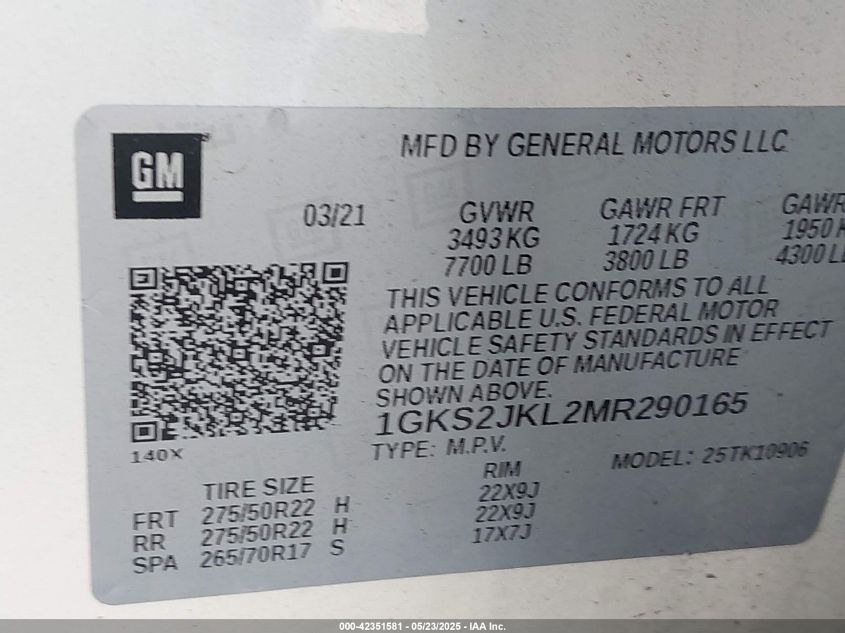 GM
MFD BY GENERAL MOTORS LLC
03/21 GVWR GAWR FRT GAWR
3493 KG 1724 KG 1950 K
7700 LB 3800 LB 4300 L
THIS VEHICLE CONFORMS TO ALL
APPLICABLE U.S. FEDERAL MOTOR
VEHICLE SAFETY STANDARDS IN EFFECT
ON THE DATE OF MANUFACTURE
SHOWN ABOVE.
1GKS2JKL2MR290165
140X
TYPE: M.P.V. MODEL: 25TK10906
TIRE SIZE RIM
FRT 275/50R22 H 22X9J
RR 275/50R22 H 22X9J
SPA 265/70R17 S 17X7J
000-42351581 - 05/23/2025 - IAA Inc.